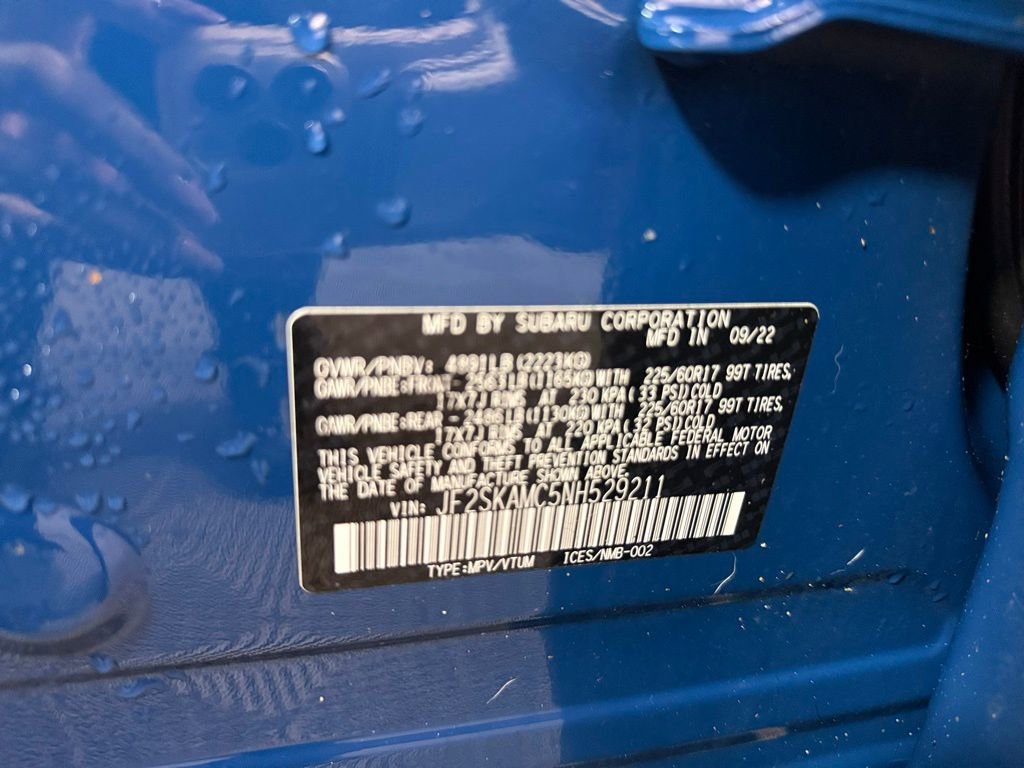 MFD BY SUBARU CORPORATION
MFD IN 09/22
GVWR/PNBV: 4901LB (2223KG)
GAWR/PNBE:FRONT- LB(1165KG)WITH 225/60R17 99T TIRES,
17X7J RIMS AT 230 KPA( 33 PSI)COLD
GAWR/PNBE:REAR - LB(1130KG)WITH 225/60R17 99T TIRES,
17X7J RIMS AT 220 KPA( 32 PSI)COLD
THIS VEHICLE CONFORMS TO ALL APPLICABLE FEDERAL MOTOR
VEHICLE SAFETY AND THEFT PREVENTION STANDARDS IN EFFECT ON
THE DATE OF MANUFACTURE SHOWN ABOVE.
VIN: JF2SKAMC5NH529211
TYPE:MPV/VTUM ICES/NMB-002